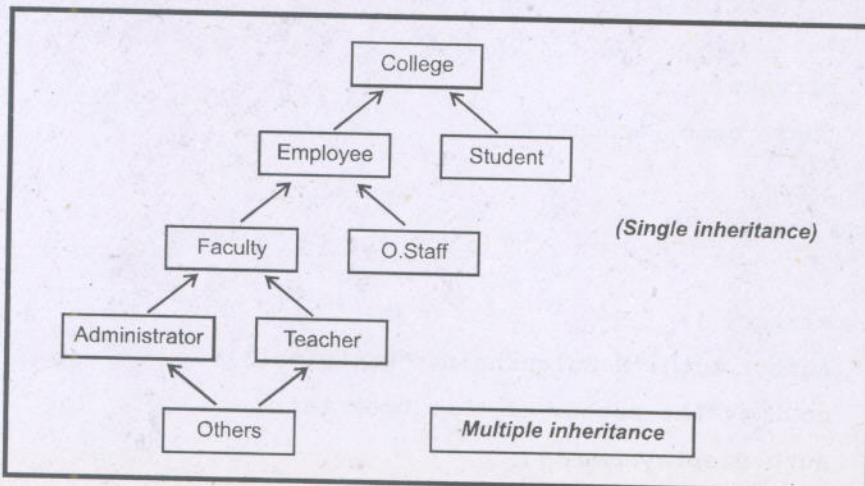 College
Employee
Student
Faculty
O.Staff
(Single inheritance)
Administrator
Teacher
Others
Multiple inheritance